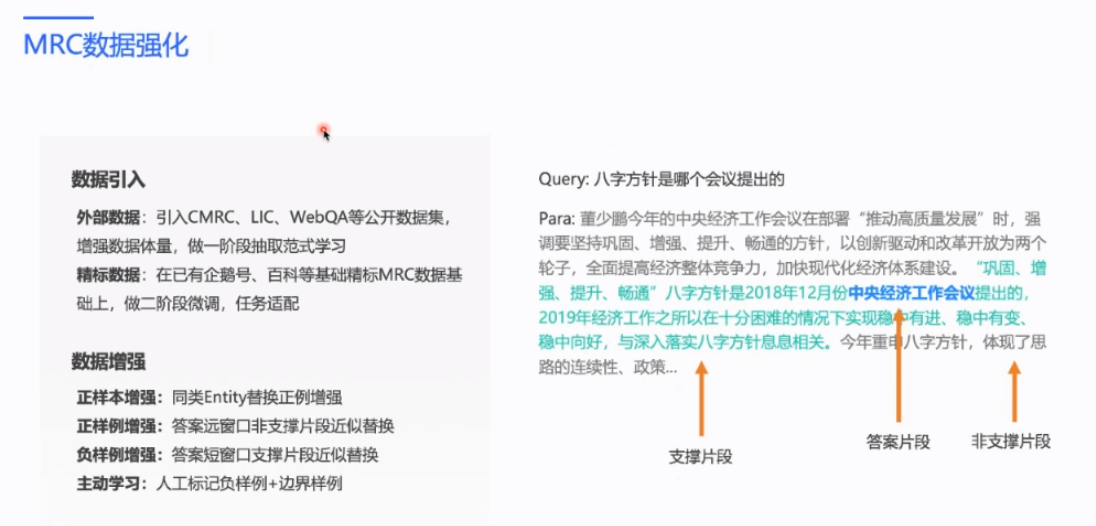 MRC数据强化
数据引入
外部数据：引入CMRC、LIC、WebQA等公开数据集，
增强数据体量，做一阶段抽取范式学习
精标数据：在已有企鹅号、百科等基础精标MRC数据基
础上，做二阶段微调，任务适配
数据增强
正样本增强：同类Entity替换正例增强
正样例增强：答案远窗口非支撑片段近似替换
负样例增强：答案短窗口支撑片段近似替换
主动学习：人工标记负样例+边界样例
Query: 八字方针是哪个会议提出的
Para: 董少鹏今年的中央经济工作会议在部署“推动高质量发展”时，强
调要坚持巩固、增强、提升、畅通的方针，以创新驱动和改革开放为两个
轮子，全面提高经济整体竞争力，加快现代化经济体系建设。“巩固、增
强、提升、畅通”八字方针是2018年12月份中央经济工作会议提出的，
2019年经济工作之所以在十分困难的情况下实现稳中有进、稳中有变、
稳中向好，与深入落实八字方针息息相关。今年重申八字方针，体现了思
路的连续性、政策...
支撑片段
答案片段
非支撑片段